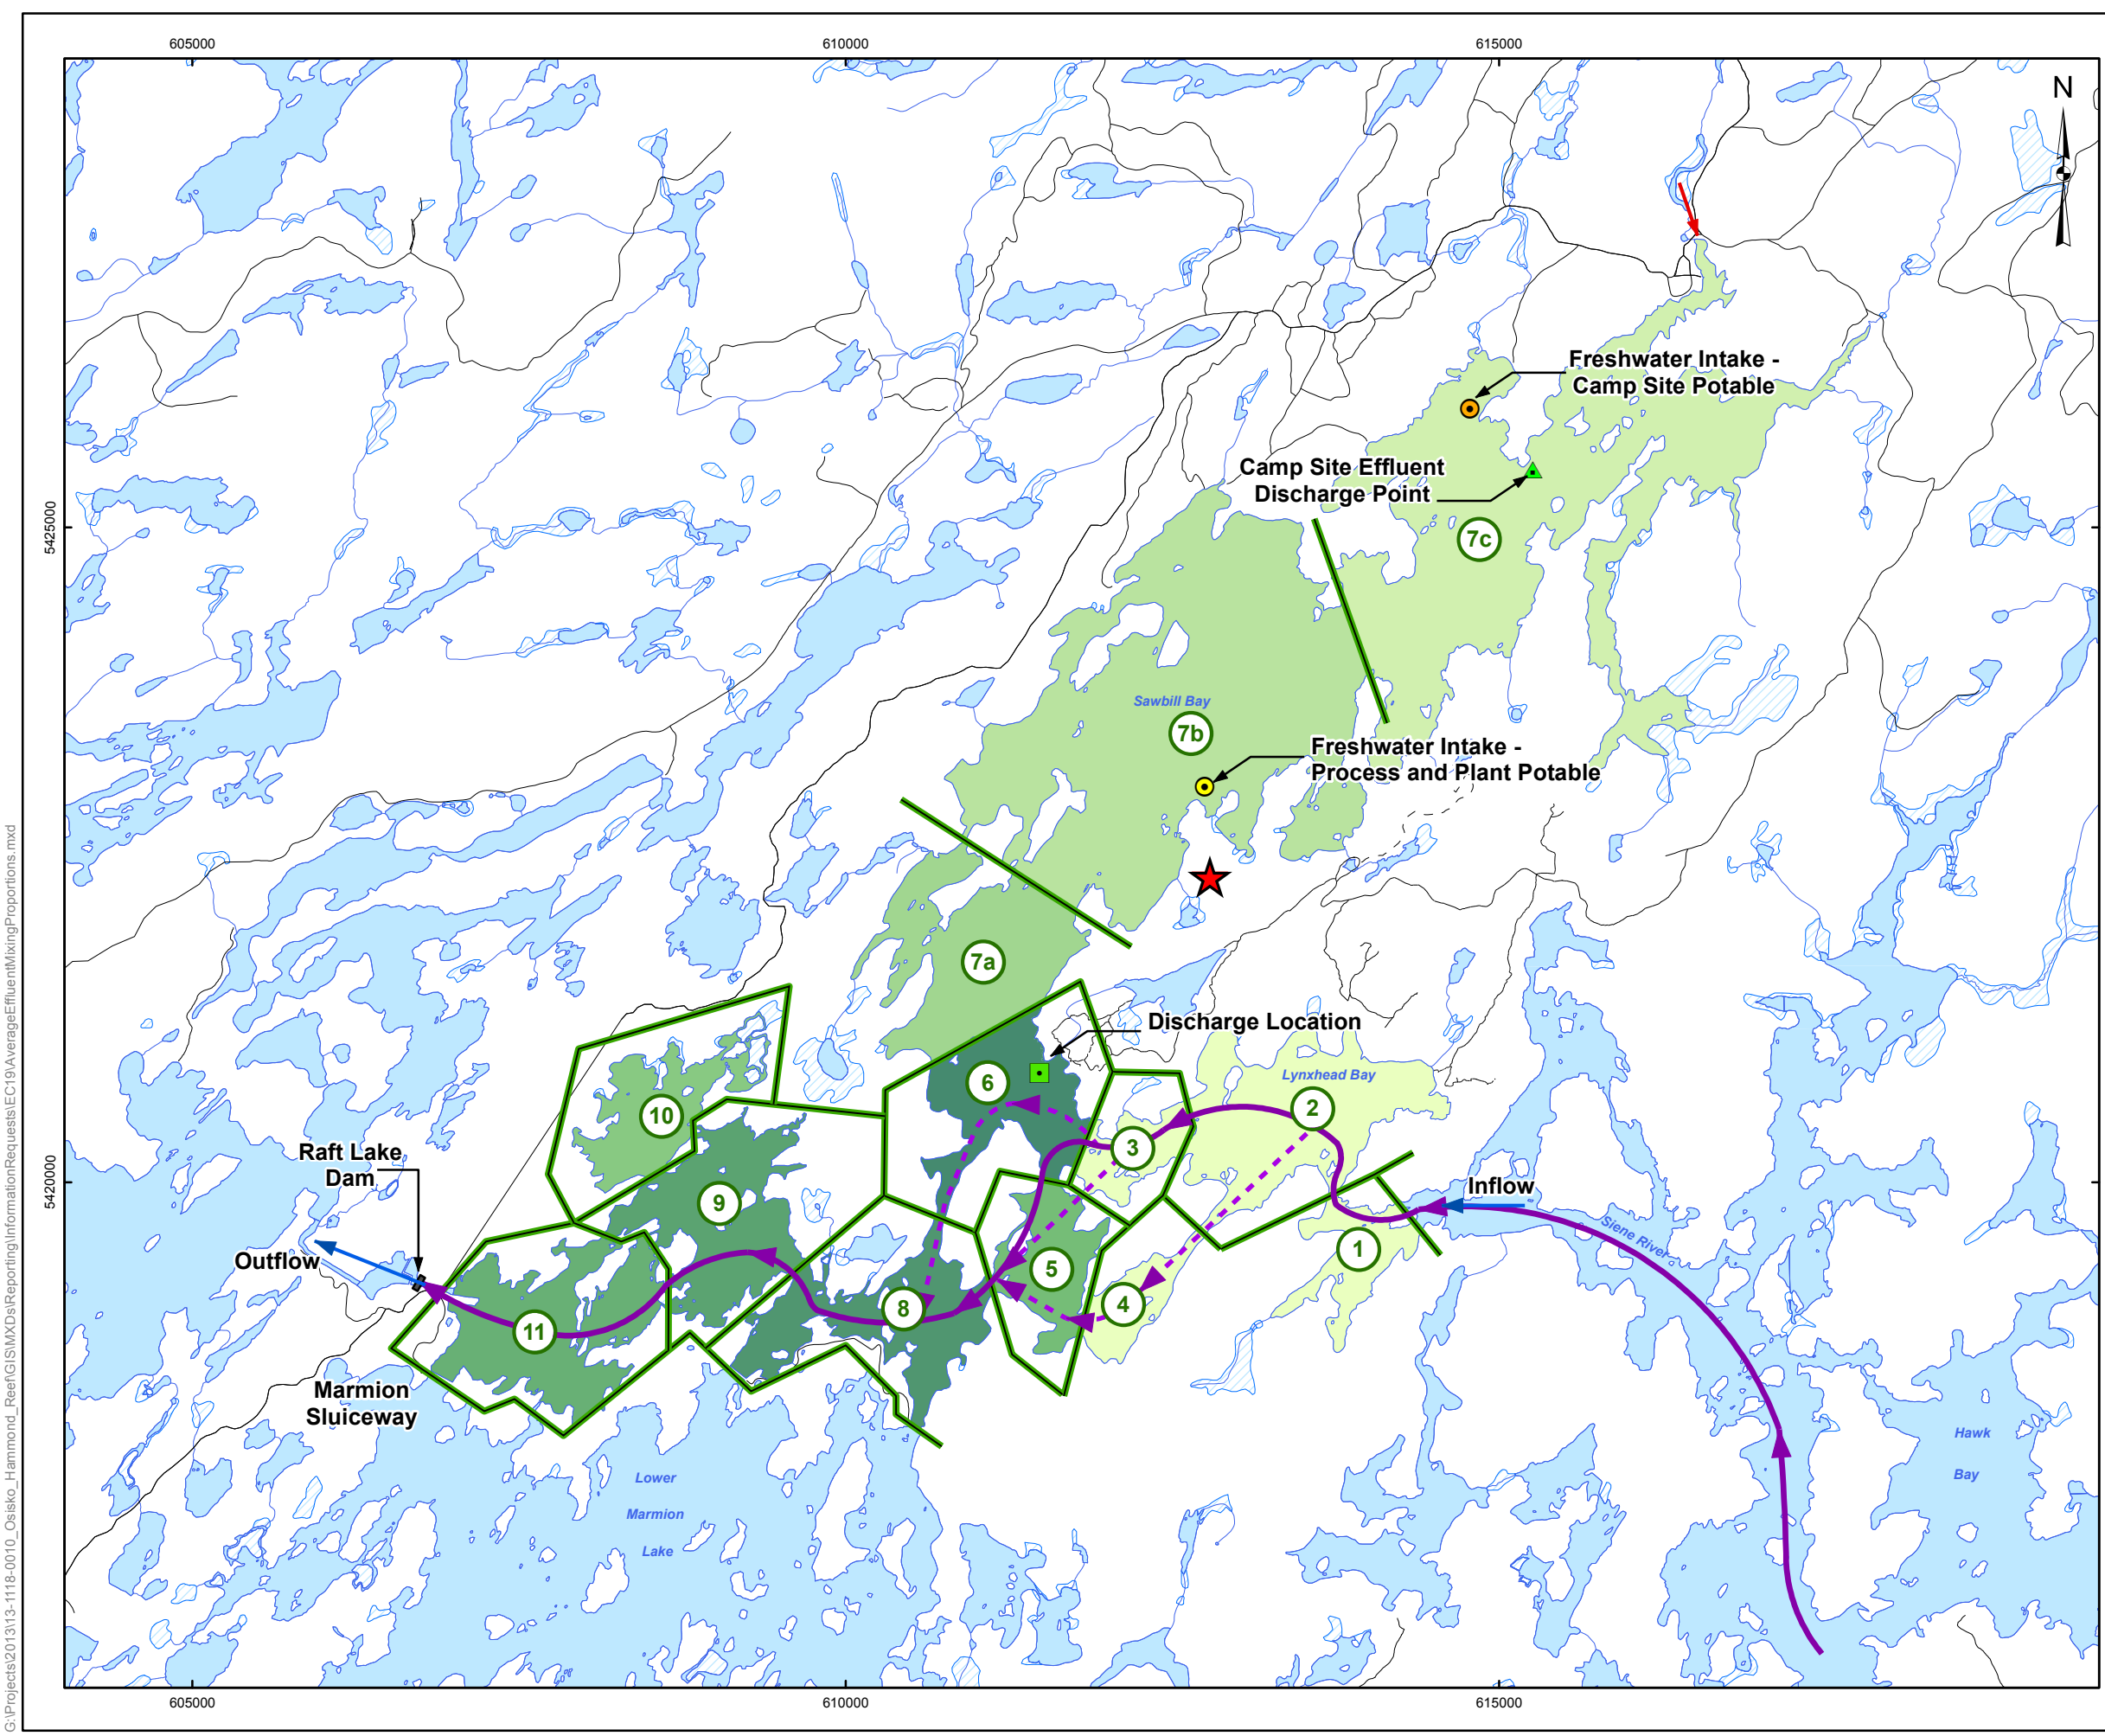 605000
610000
615000
N
Freshwater Intake -
Camp Site Potable
Camp Site Effluent
Discharge Point
5425000
7c
Sawbill Bay
7b
Freshwater Intake -
Process and Plant Potable
7a
Discharge Location
6
Lynxhead Bay
2
10
3
Raft Lake
Dam
5420000
Inflow
9
Siene River
1
Outflow
5
4
8
11
Marmion
Sluiceway
Hawk
Bay
Lower
Marmion
Lake
605000
610000
615000
G:\Projects\2013\13-1118-0010_Osisko_Hammond_Reef\GIS\MXDs\Reporting\InformationRequests\EC19\AverageEffluentMixingProportions.mxd